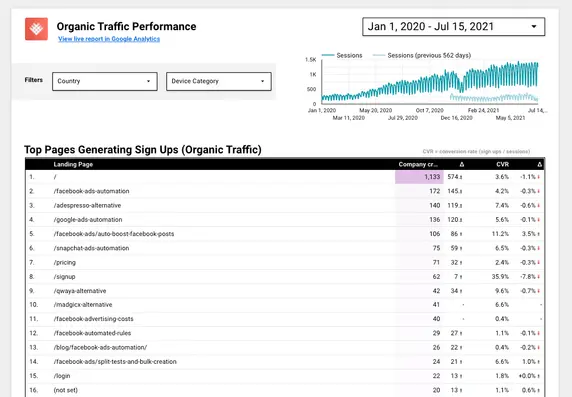 Organic Traffic Performance
View live report in Google Analytics
Jan 1, 2020 - Jul 15, 2021
Filters
Country
Device Category
Sessions
Sessions (previous 562 days)
1.5K
1K
500
0
Jan 1, 2020
May 20, 2020
Oct 7, 2020
Feb 24, 2021
Jul 14,...
Mar 11, 2020
Jul 29, 2020
Dec 16, 2020
May 5, 2021
Top Pages Generating Sign Ups (Organic Traffic)
CVR = conversion rate (sign ups / sessions)
Landing Page Company cr... Δ CVR Δ
1. / 1,133 574 3.6% -1.1%
2. /facebook-ads-automation 172 145 4.2% -0.3%
3. /adespresso-alternative 140 119 7.4% -0.6%
4. /google-ads-automation 136 120 5.6% -0.1%
5. /facebook-ads/auto-boost-facebook-posts 106 86 11.2% 3.5%
6. /snapchat-ads-automation 75 59 6.5% -0.3%
7. /pricing 71 32 2.4% -0.3%
8. /signup 62 7 35.9% -7.8%
9. /qwaya-alternative 42 34 9.6% -0.7%
10. /madgicx-alternative 41 - 6.6% -
11. /facebook-advertising-costs 40 - 0.4% -
12. /facebook-automated-rules 29 27 1.1% -0.1%
13. /blog/facebook-ads-automation/ 26 22 0.4% -0.2%
14. /facebook-ads/split-tests-and-bulk-creation 24 21 6.6% 1.0%
15. /login 22 13 1.8% +0.0%
16. (not set) 20 13 1.1% 0.6%